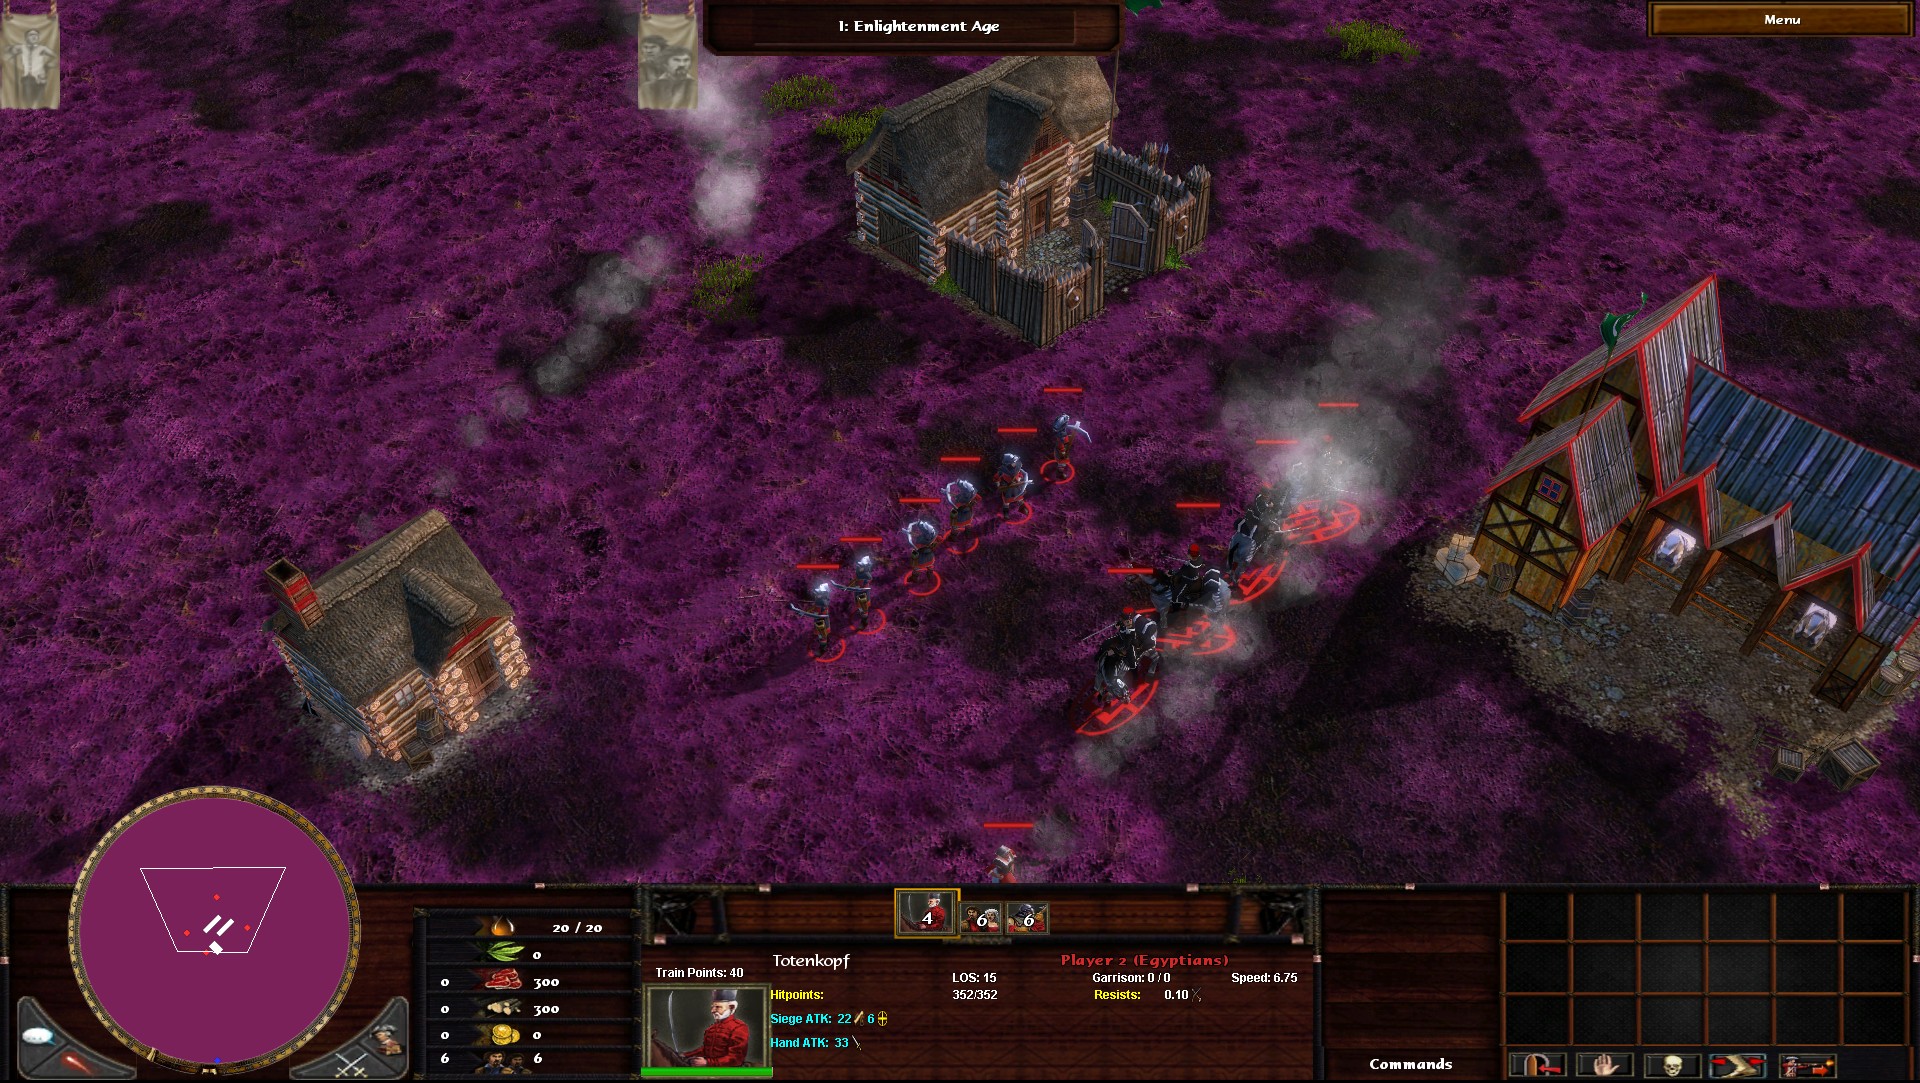 1: Enlightenment Age
Menu
20 / 20
0
0 300
0 300
0 0
6 6
4 6 6
Totenkopf
Player 2 (Egyptians)
Train Points: 40
LOS: 15
Garrison: 0 / 0
Speed: 6.75
Hitpoints:
352/352
Resists: 0.10
Siege ATK: 22 6
Hand ATK: 33
Commands